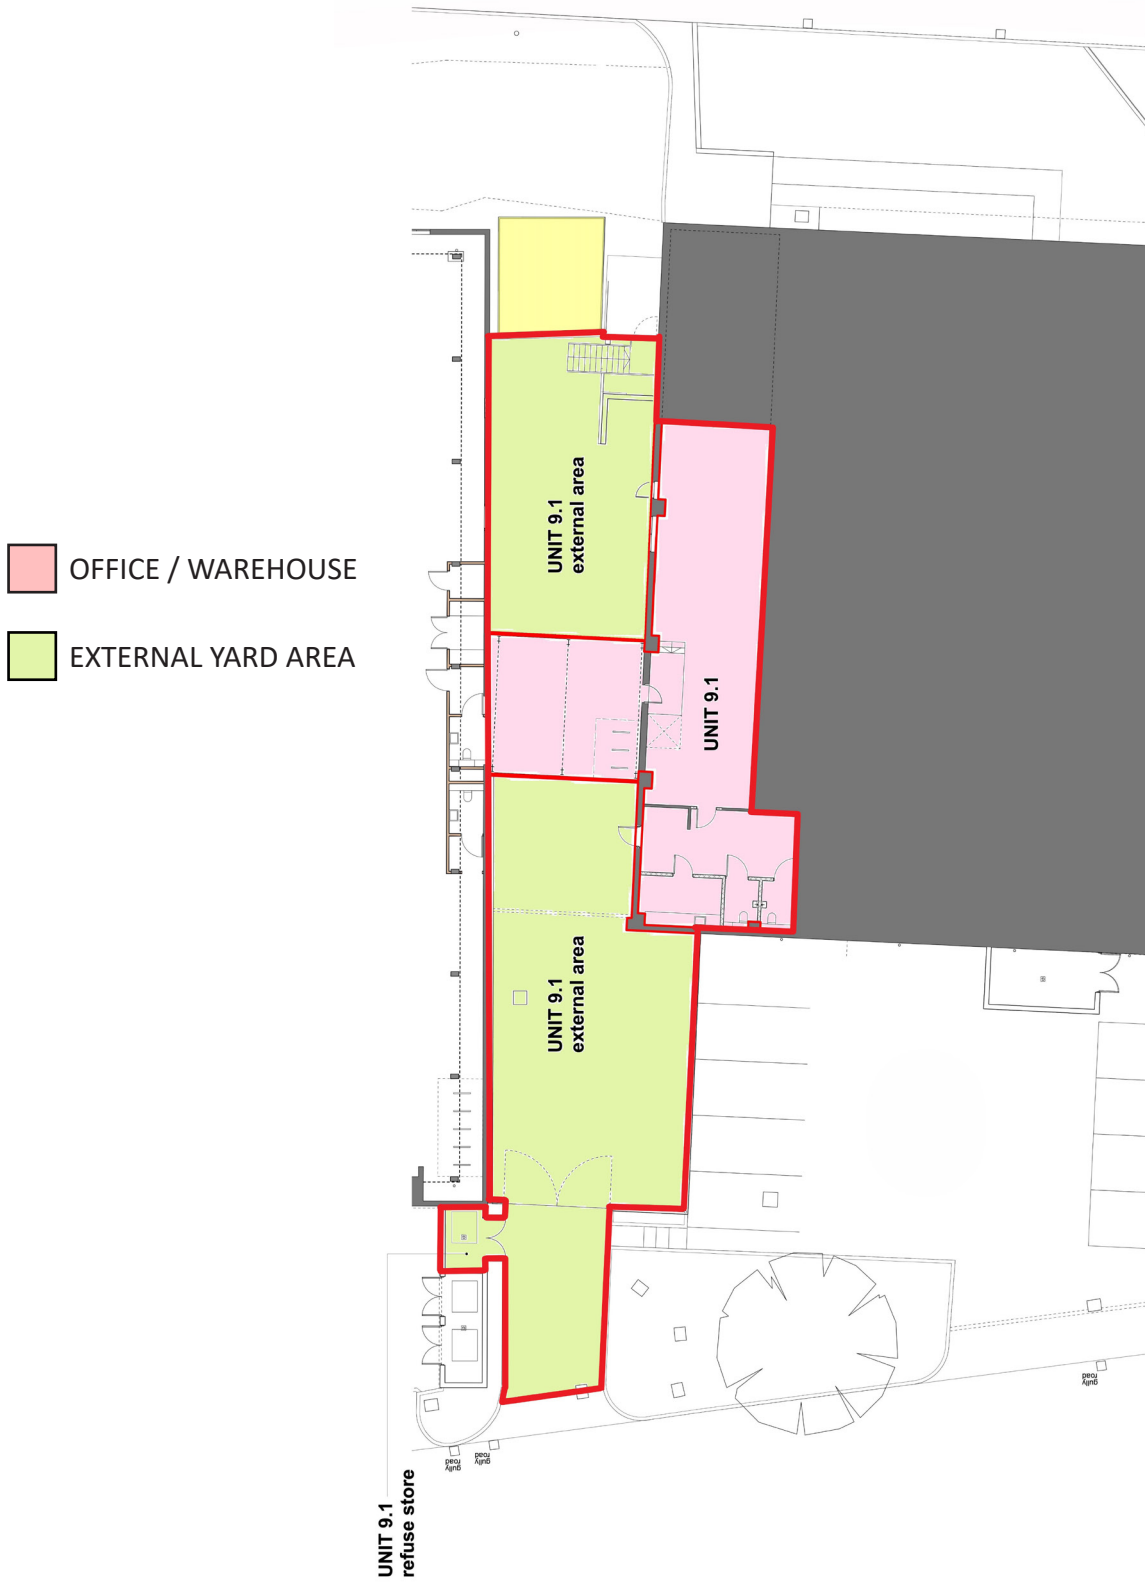 OFFICE / WAREHOUSE
EXTERNAL YARD AREA
UNIT 9.1
external area
UNIT 9.1
UNIT 9.1
external area
gully
road
gully
road
gully
road
UNIT 9.1
refuse store